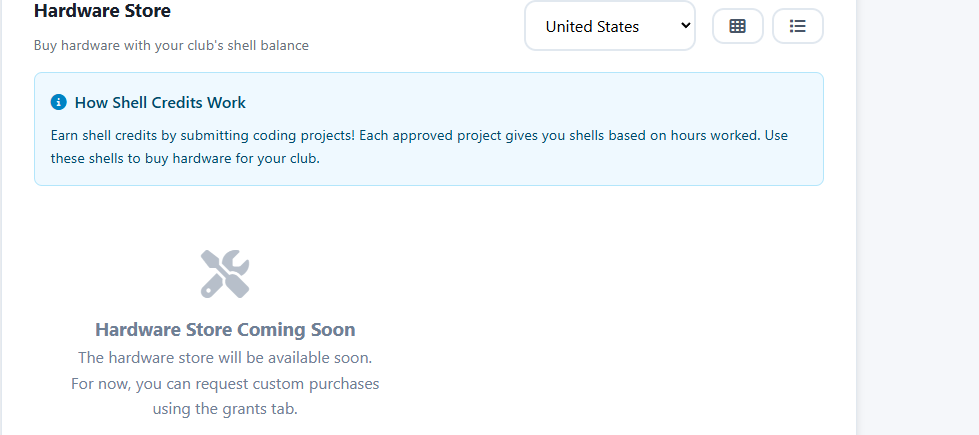 Hardware Store
United States
Buy hardware with your club's shell balance
How Shell Credits Work
Earn shell credits by submitting coding projects! Each approved project gives you shells based on hours worked. Use
these shells to buy hardware for your club.
Hardware Store Coming Soon
The hardware store will be available soon.
For now, you can request custom purchases
using the grants tab.